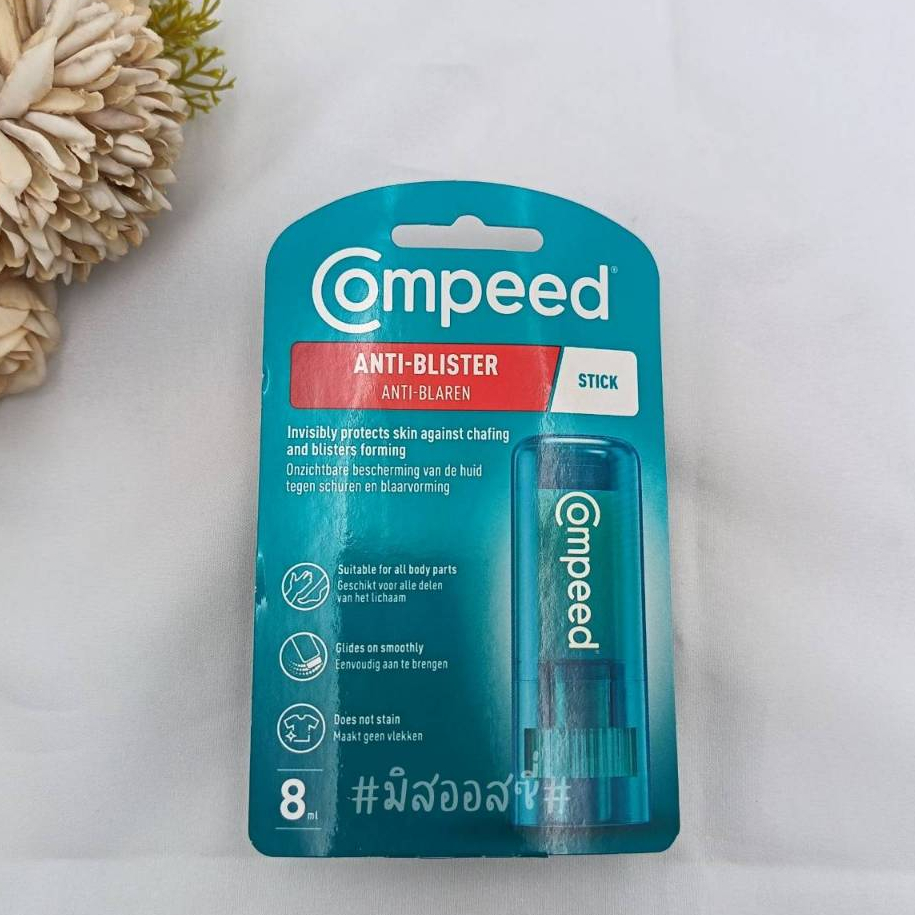 Compeed®
ANTI-BLISTER
ANTI-BLAREN
STICK
Invisibly protects skin against chafing
and blisters forming
Onzichtbare bescherming van de huid
tegen schuren en blaarvorming
Compeed
Suitable for all body parts
Geschikt voor alle delen
van het lichaam
Glides on smoothly
Eenvoudig aan te brengen
Does not stain
Maakt geen vlekken
8 ml
#มิสออสซี่#